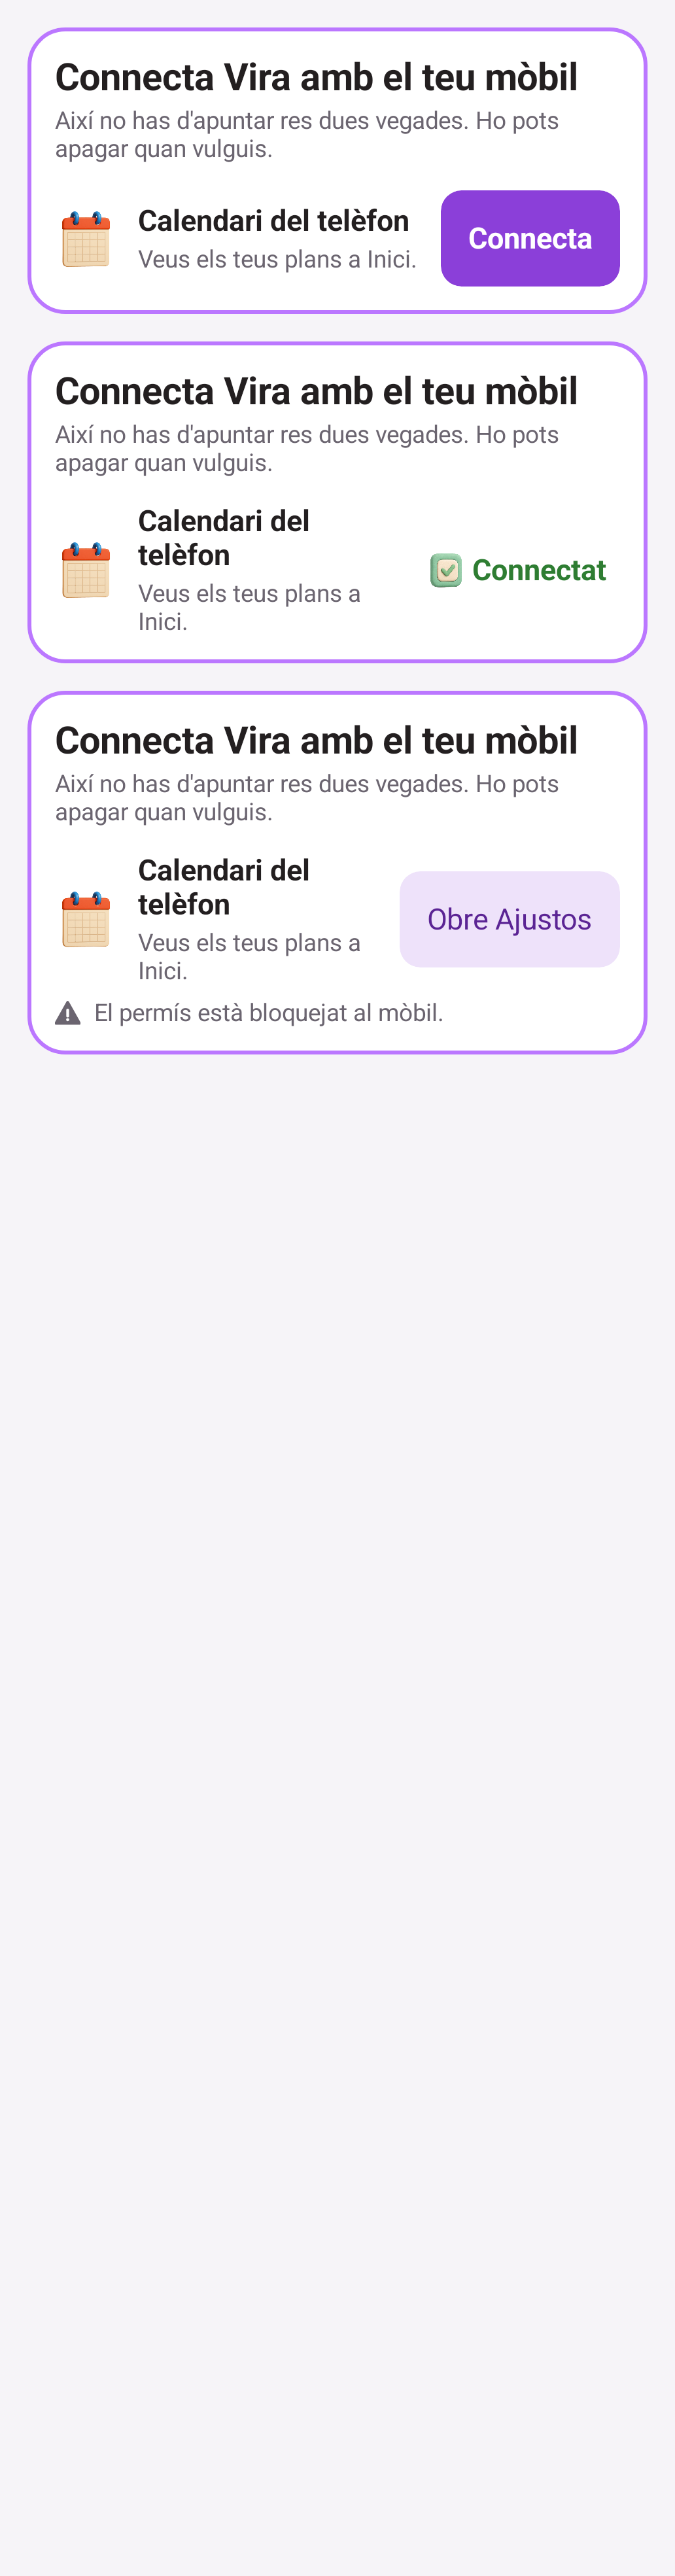 Connecta Vira amb el teu mòbil
Així no has d'apuntar res dues vegades. Ho pots
apagar quan vulguis.
Calendari del telèfon
Veus els teus plans a Inici.
Connecta
Connecta Vira amb el teu mòbil
Així no has d'apuntar res dues vegades. Ho pots
apagar quan vulguis.
Calendari del
telèfon
Veus els teus plans a
Inici.
Connectat
Connecta Vira amb el teu mòbil
Així no has d'apuntar res dues vegades. Ho pots
apagar quan vulguis.
Calendari del
telèfon
Veus els teus plans a
Inici.
Obre Ajustos
El permís està bloquejat al mòbil.